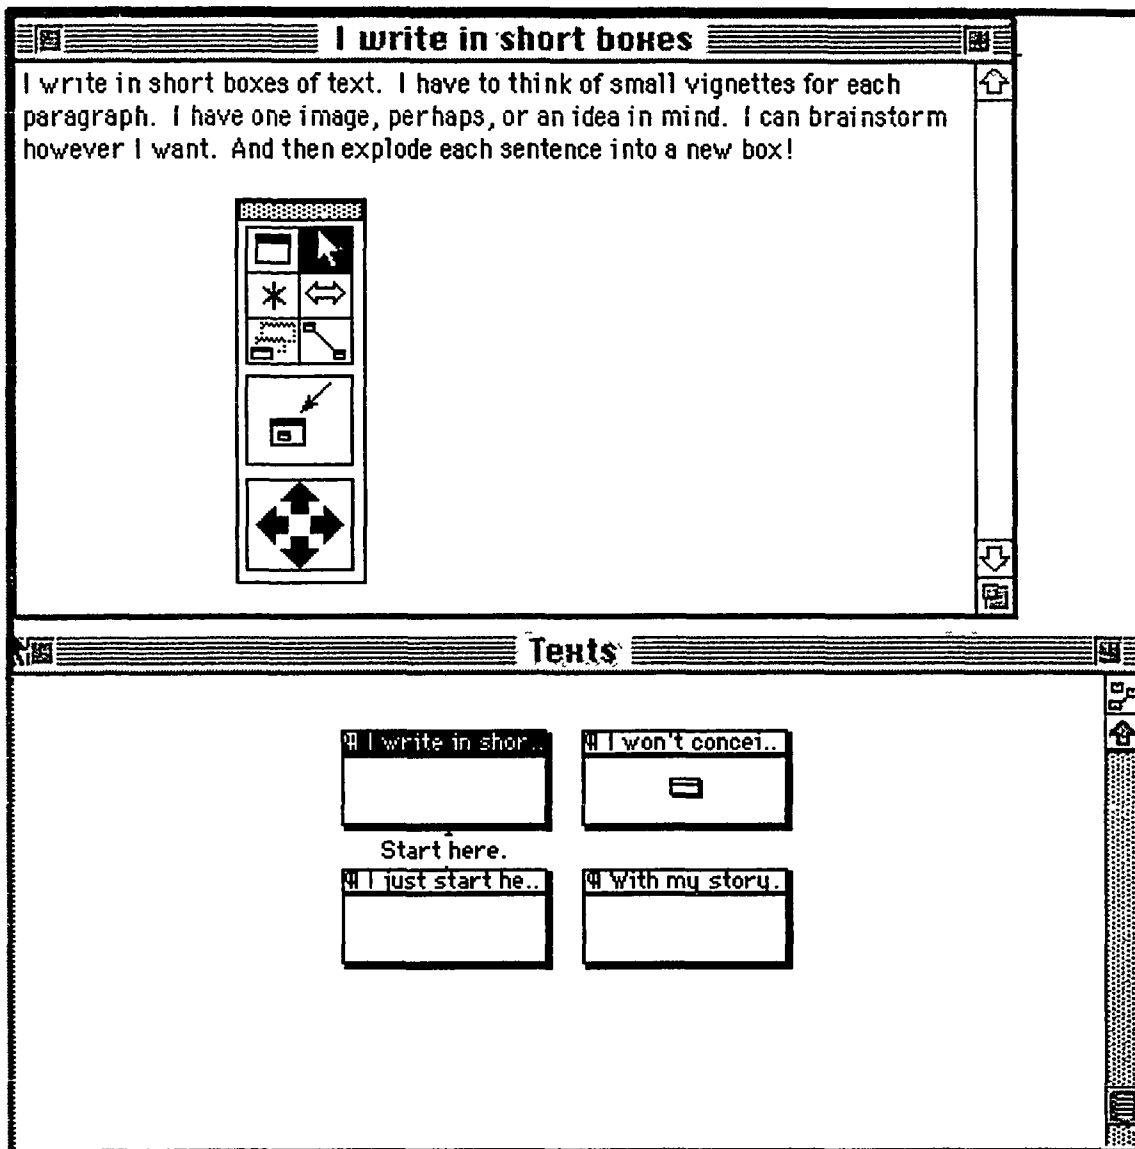 I write in short boxes
I write in short boxes of text. I have to think of small vignettes for each
paragraph. I have one image, perhaps, or an idea in mind. I can brainstorm
however I want. And then explode each sentence into a new box!
Texts
¶ I write in shor..
¶ I won't concei..
Start here.
¶ I just start he..
¶ With my story.